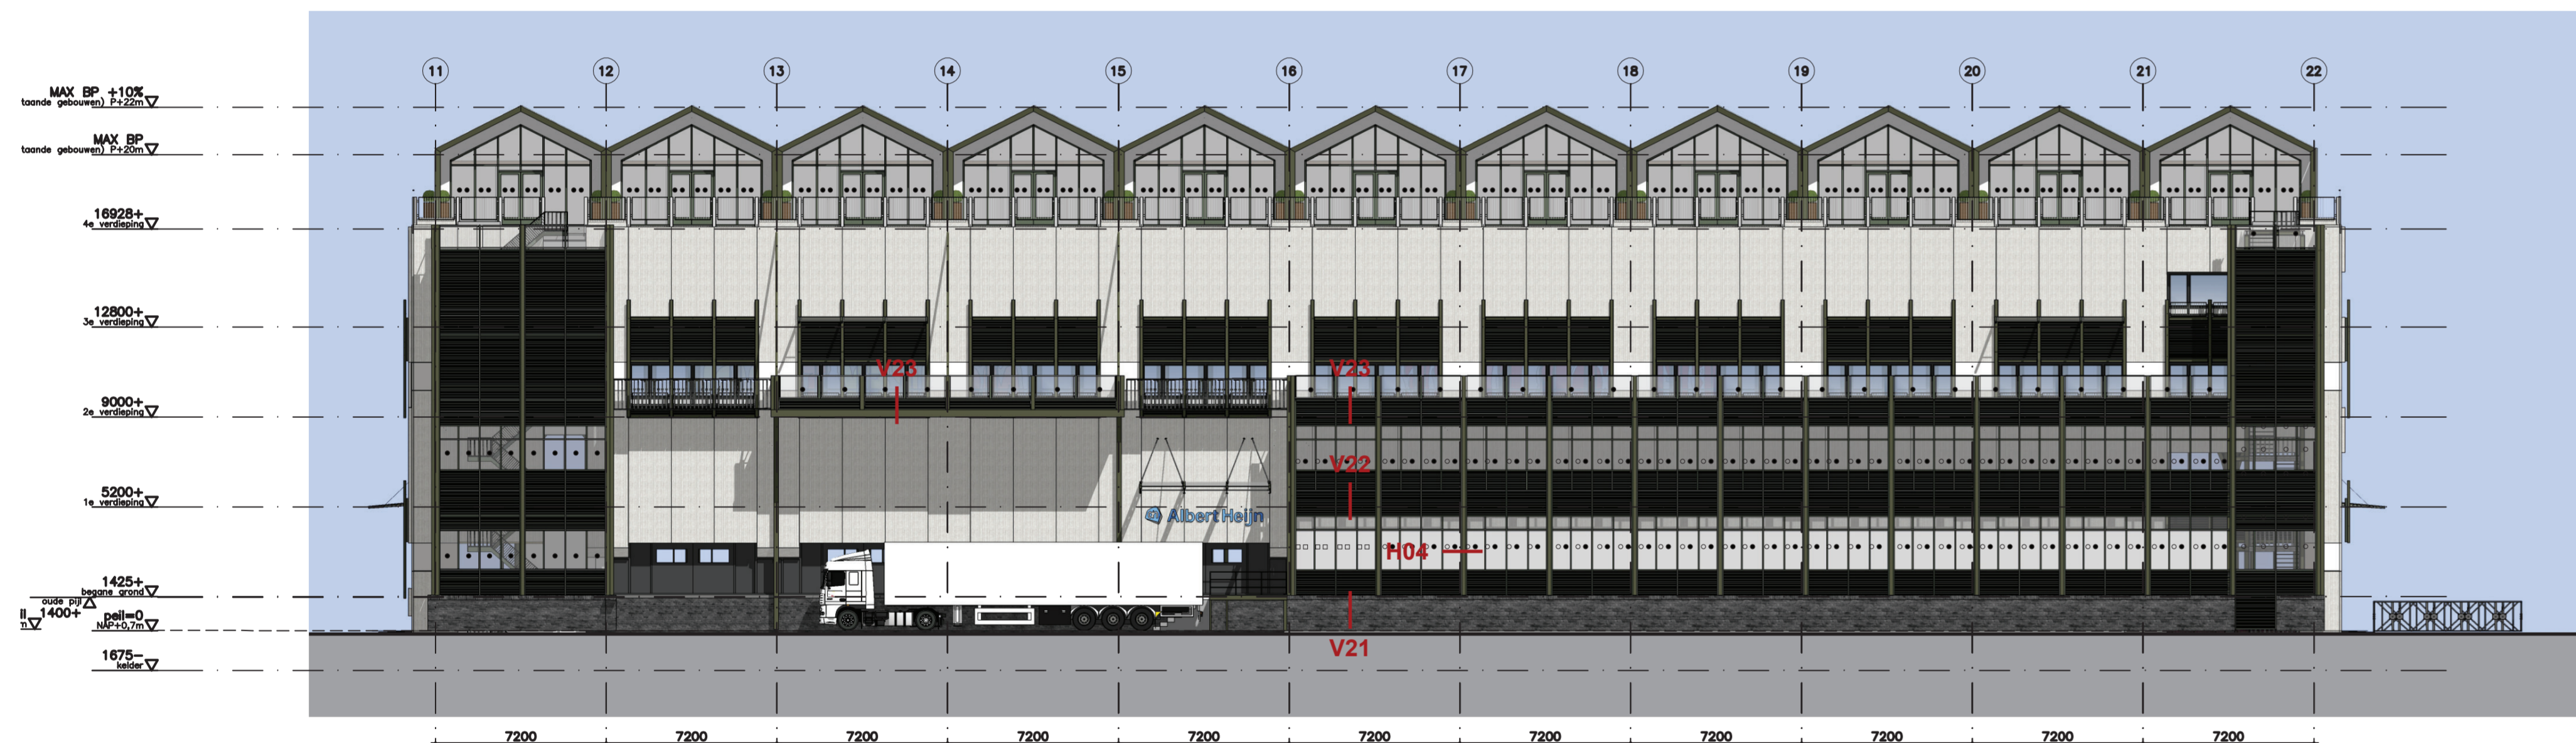 11 12 13 14 15 16 17 18 19 20 21 22
MAX BP +10%
taande gebouwen) P+22m
MAX BP
taande gebouwen) P+20m
16928+
4e verdieping
12800+
3e verdieping
V23 V23
9000+
2e verdieping
V22
5200+
1e verdieping
Albert Heijn
H04
1425+
begane grond
oude pijl
1400+
peil=0
NAP+0,7m
V21
1675-
kelder
7200 7200 7200 7200 7200 7200 7200 7200 7200 7200 7200